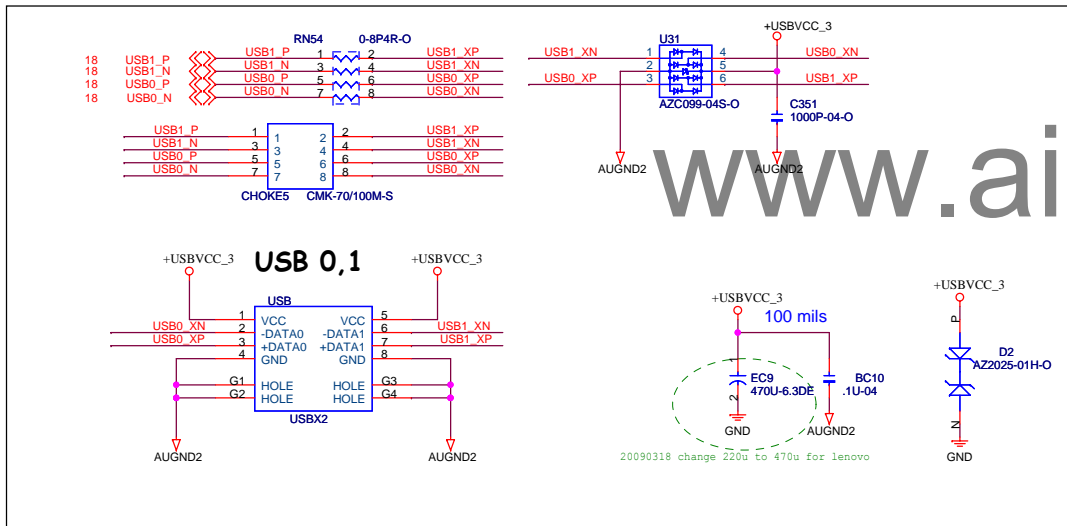 RN54 0-8P4R-O
18 USB1_P USB1_P 1 2 USB1_XP
18 USB1_N USB1_N 3 4 USB1_XN
18 USB0_P USB0_P 5 6 USB0_XP
18 USB0_N USB0_N 7 8 USB0_XN
USB1_P 1 1 2 2 USB1_XP
USB1_N 3 3 4 4 USB1_XN
USB0_P 5 5 6 6 USB0_XP
USB0_N 7 7 8 8 USB0_XN
CHOKE5 CMK-70/100M-S
+USBVCC_3
U31
USB1_XN 1 4 USB0_XN
2 5
USB0_XP 3 6 USB1_XP
AZC099-04S-O
C351
1000P-04-O
AUGND2 AUGND2
www.ai
USB 0,1
+USBVCC_3 +USBVCC_3
USB
1 VCC VCC 5
USB0_XN 2 -DATA0 -DATA1 6 USB1_XN
USB0_XP 3 +DATA0 +DATA1 7 USB1_XP
4 GND GND 8
G1 HOLE HOLE G3
G2 HOLE HOLE G4
USBX2
AUGND2 AUGND2
+USBVCC_3
100 mils
1
EC9
470U-6.3DE
2
GND
BC10
.1U-04
AUGND2
20090318 change 220u to 470u for lenovo
+USBVCC_3
P
D2
AZ2025-01H-O
N
GND